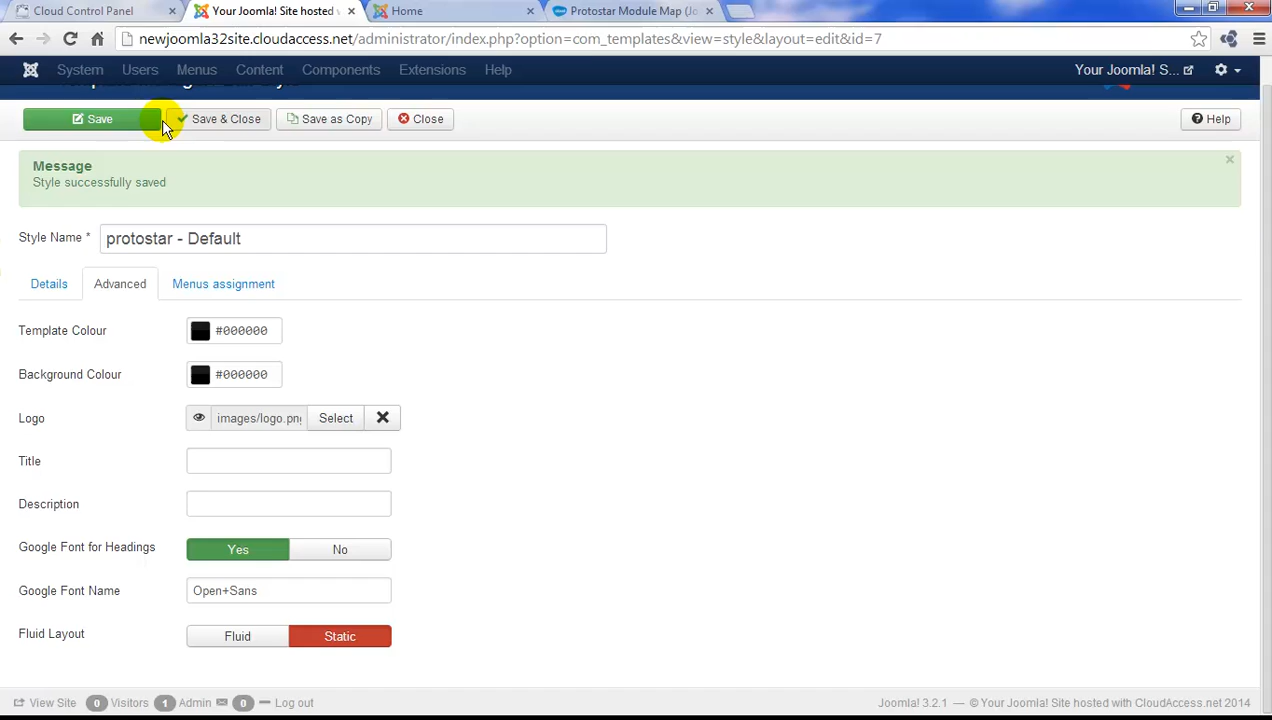 Cloud Control Panel
Your Joomla! Site hosted
Home
Protostar Module Map (Jo
newjoomla32site.cloudaccess.net/administrator/index.php?option=com_templates&view=style&layout=edit&id=7
System Users Menus Content Components Extensions Help
Your Joomla! S...
Save
Save & Close
Save as Copy
Close
Help
Message
Style successfully saved
Style Name *
protostar - Default
Details
Advanced
Menus assignment
Template Colour
#000000
Background Colour
#000000
Logo
images/logo.png
Select
Title
Description
Google Font for Headings
Yes
No
Google Font Name
Open+Sans
Fluid Layout
Fluid
Static
View Site 0 Visitors 1 Admin 0 Log out
Joomla! 3.2.1 — © Your Joomla! Site hosted with CloudAccess.net 2014